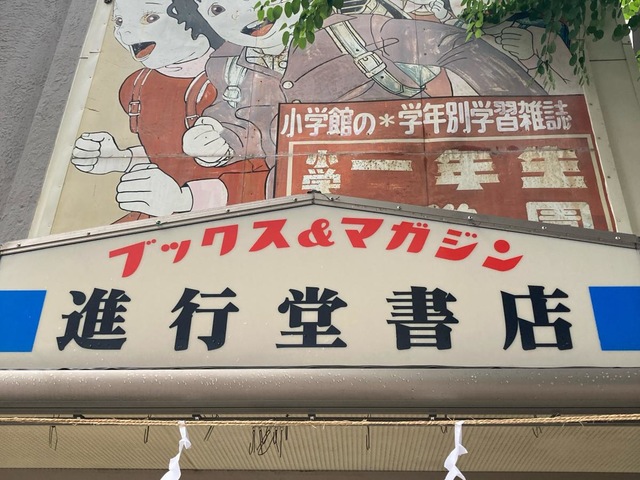 小学館の＊学年別学習雑誌
小学一年生
ブックス&マガジン
進行堂書店